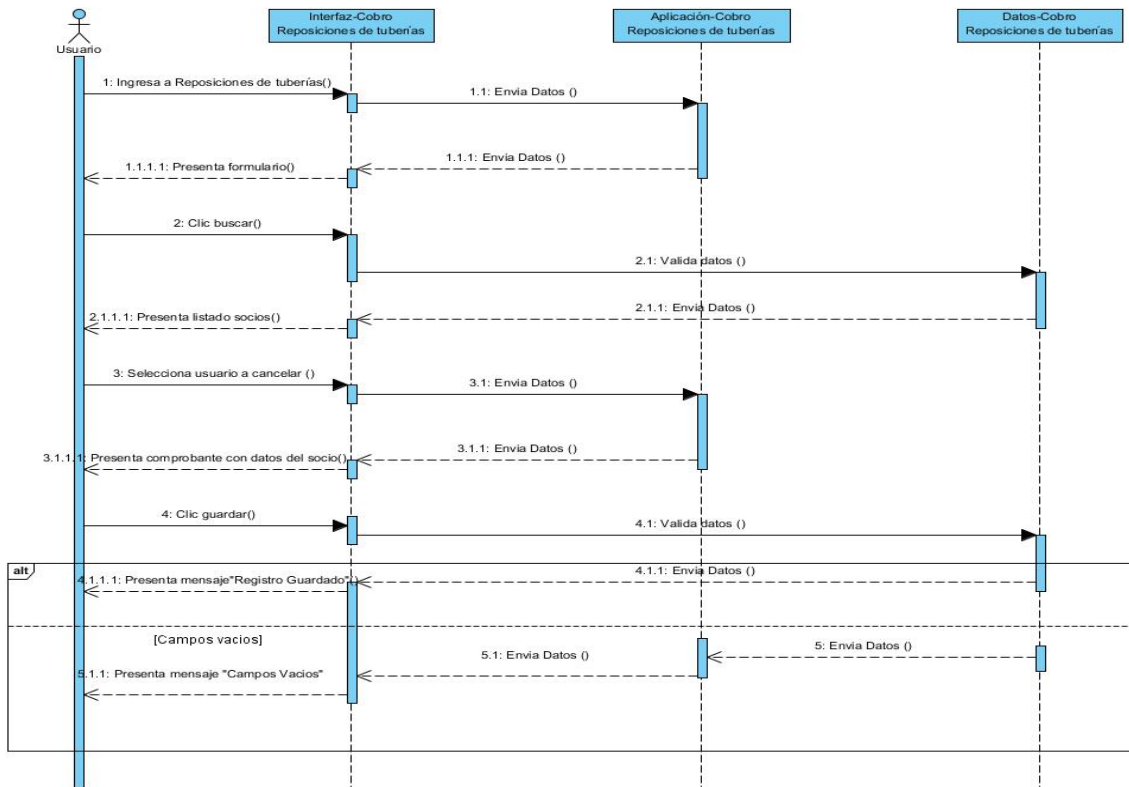 Interfaz-Cobro
Reposiciones de tuberías
Aplicación-Cobro
Reposiciones de tuberías
Datos-Cobro
Reposiciones de tuberías
Usuario
1: Ingresa a Reposiciones de tuberías()
1.1: Envia Datos ()
1.1.1: Envia Datos ()
1.1.1.1: Presenta formulario()
2: Clic buscar()
2.1: Valida datos ()
2.1.1: Envia Datos ()
2.1.1.1: Presenta listado socios()
3: Selecciona usuario a cancelar ()
3.1: Envia Datos ()
3.1.1: Envia Datos ()
3.1.1.1: Presenta comprobante con datos del socio()
4: Clic guardar()
4.1: Valida datos ()
alt
4.1.1: Envia Datos ()
4.1.1.1: Presenta mensaje"Registro Guardado"()
[Campos vacios]
5: Envia Datos ()
5.1: Envia Datos ()
5.1.1: Presenta mensaje "Campos Vacios"